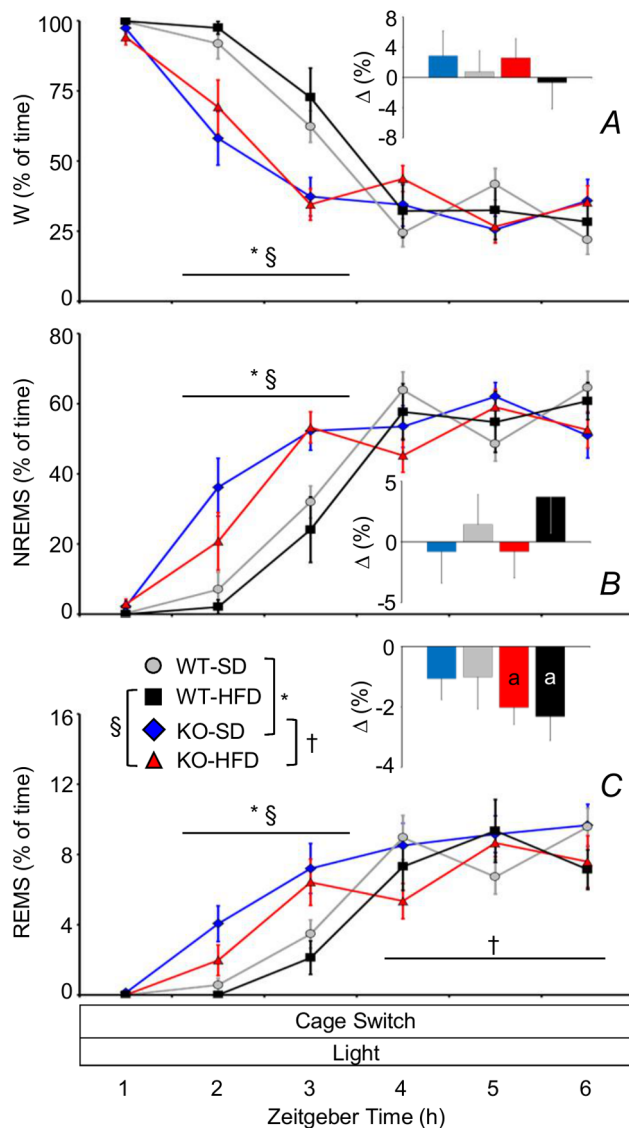 100
75
50
25
0
W (% of time)
8
4
0
-4
-8
Δ (%)
A
* §
80
60
40
20
0
NREMS (% of time)
* §
5
0
-5
Δ (%)
B
WT-SD
WT-HFD
KO-SD
KO-HFD
§
*
†
0
-2
-4
Δ (%)
a
a
C
16
12
8
4
0
REMS (% of time)
* §
†
Cage Switch
Light
1 2 3 4 5 6
Zeitgeber Time (h)